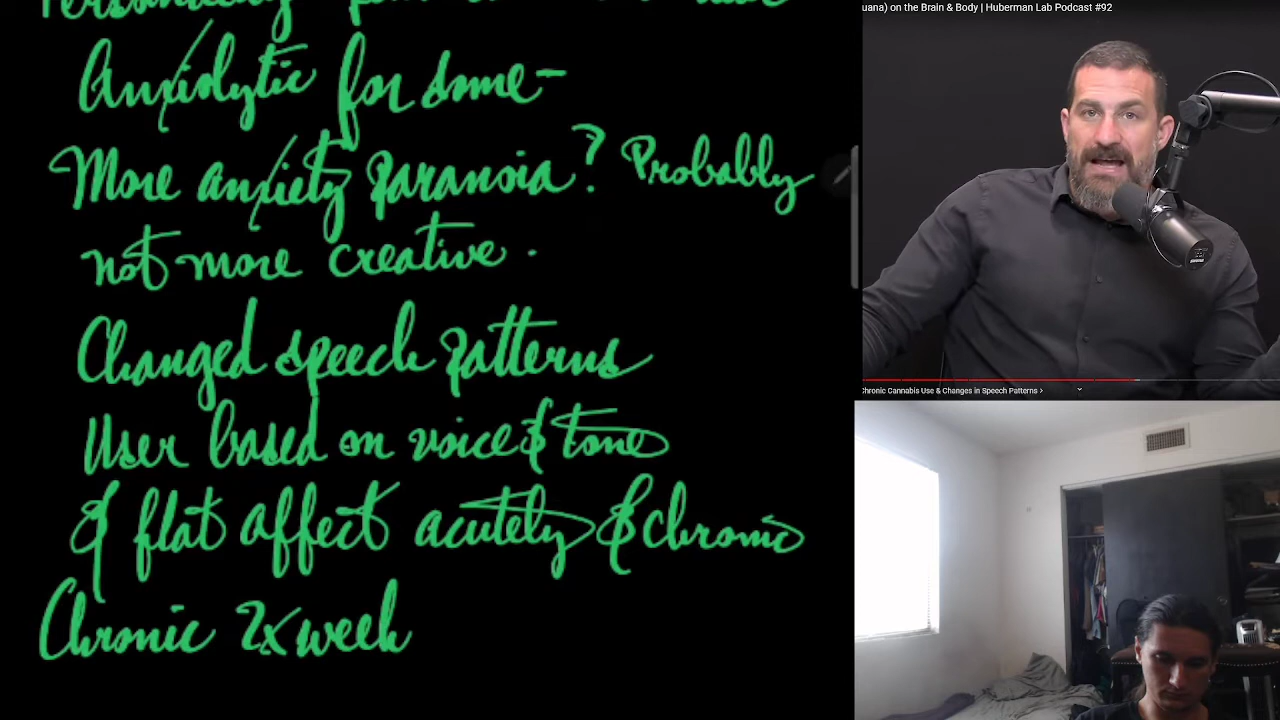 Personality
Anxiolytic for some-
More anxiety paranoia? Probably
not more creative.
Changed speech patterns
User based on voice & tone
& flat affect acutely & chronic
Chronic 2x week
uana) on the Brain & Body | Huberman Lab Podcast #92
Chronic Cannabis Use & Changes in Speech Patterns >